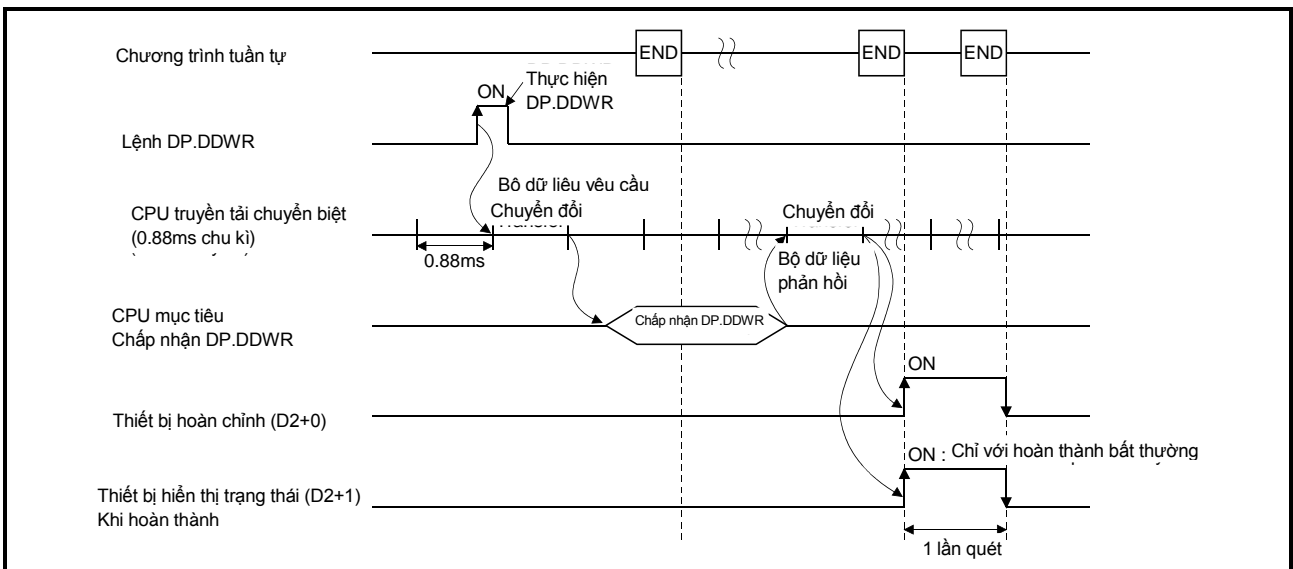 Chương trình tuần tự
END
END
END
ON
Thực hiện
DP.DDWR
Lệnh DP.DDWR
Bô dữ liêu vêu cầu
Chuyển đổi
Chuyển đổi
CPU truyền tải chuyển biệt
(0.88ms chu kì)
0.88ms
Bộ dữ liệu
phản hồi
CPU mục tiêu
Chấp nhận DP.DDWR
Chấp nhận DP.DDWR
ON
Thiết bị hoàn chỉnh (D2+0)
ON : Chỉ với hoàn thành bất thường
Thiết bị hiển thị trạng thái (D2+1)
Khi hoàn thành
1 lần quét